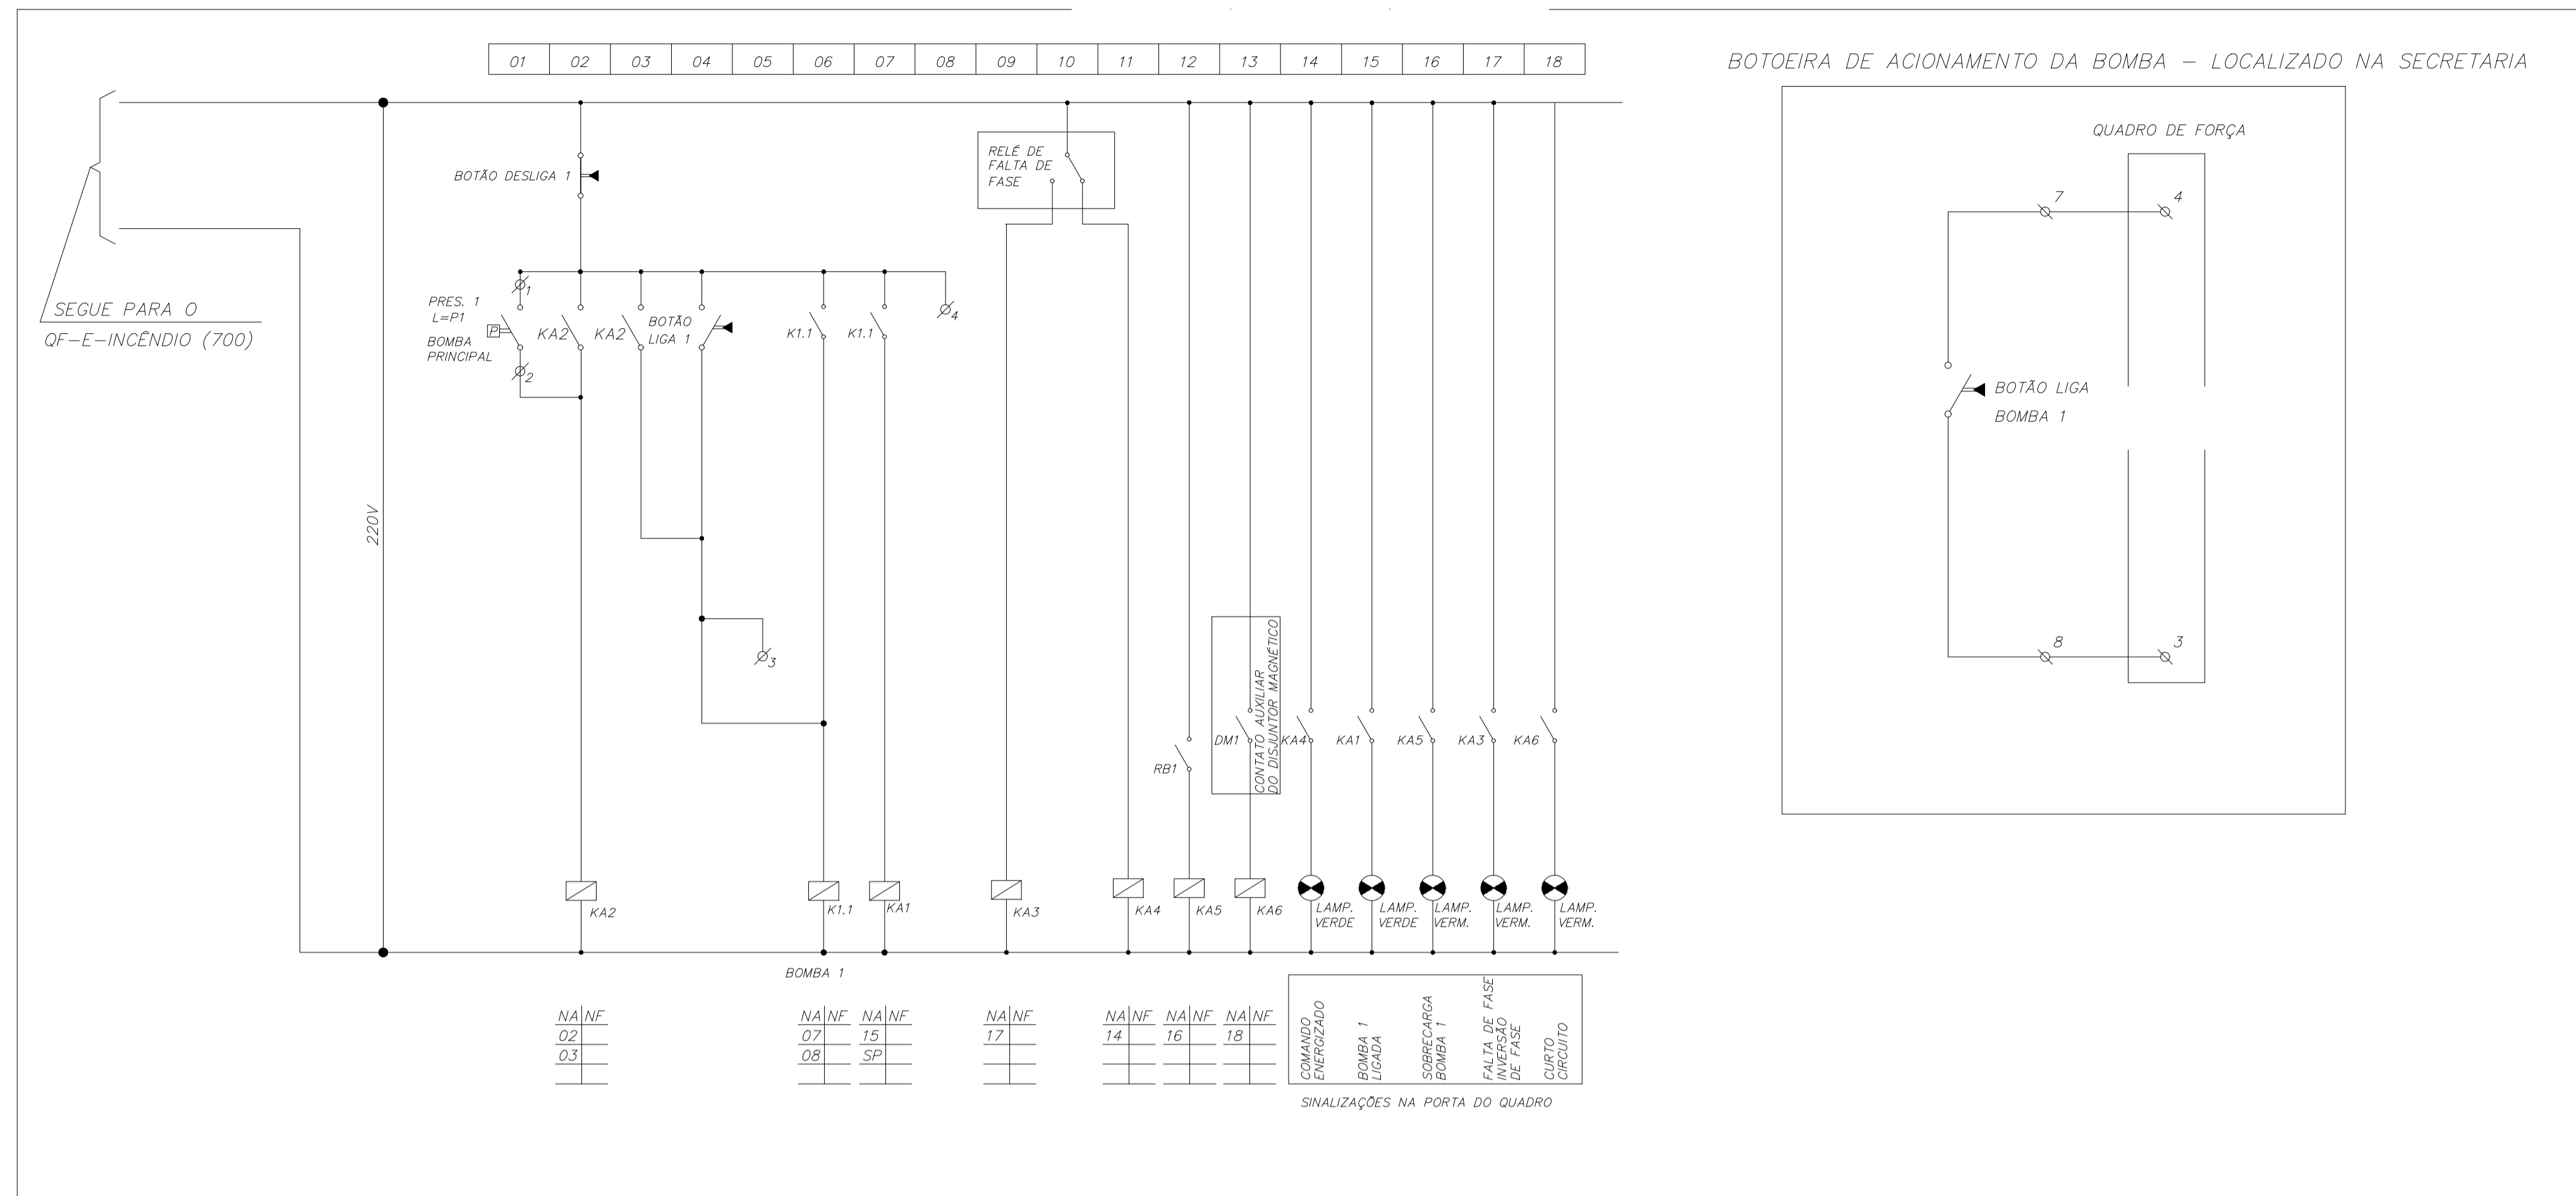 01 02 03 04 05 06 07 08 09 10 11 12 13 14 15 16 17 18
BOTOEIRA DE ACIONAMENTO DA BOMBA – LOCALIZADO NA SECRETARIA
SEGUE PARA O
QF–E–INCÊNDIO (700)
220V
BOTÃO DESLIGA 1
PRES. 1
L=P1
P
BOMBA
PRINCIPAL
1
2
KA2
KA2
BOTÃO
LIGA 1
3
K1.1
K1.1
4
RELÉ DE
FALTA DE
FASE
RB1
DM1
CONTATO AUXILIAR
DO DISJUNTOR MAGNÉTICO
KA4
KA1
KA5
KA3
KA6
KA2
K1.1
KA1
KA3
KA4
KA5
KA6
LAMP.
VERDE
LAMP.
VERDE
LAMP.
VERM.
LAMP.
VERM.
LAMP.
VERM.
BOMBA 1
NA NF
02
03
NA NF
07
08
NA NF
15
SP
NA NF
17
NA NF
14
NA NF
16
NA NF
18
COMANDO
ENERGIZADO
BOMBA 1
LIGADA
SOBRECARGA
BOMBA 1
FALTA DE FASE
INVERSÃO
DE FASE
CURTO
CIRCUITO
SINALIZAÇÕES NA PORTA DO QUADRO
QUADRO DE FORÇA
7
4
BOTÃO LIGA
BOMBA 1
8
3